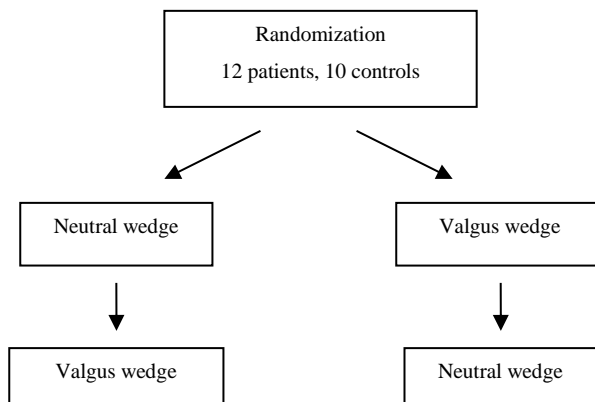 Randomization
12 patients, 10 controls
Neutral wedge
Valgus wedge
Valgus wedge
Neutral wedge